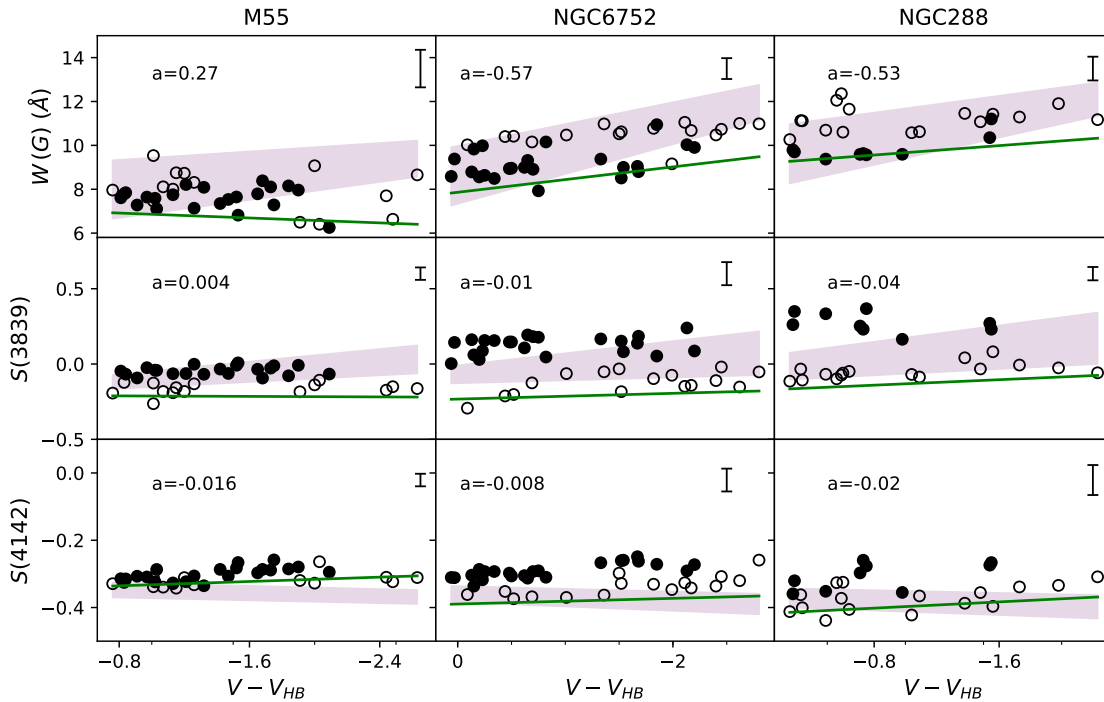 M55 NGC6752 NGC288
W(G) (Å)
14
12
10
8
6
a=0.27
a=-0.57
a=-0.53
S(3839)
0.5
0.0
−0.5
a=0.004
a=-0.01
a=-0.04
S(4142)
0.0
−0.2
−0.4
a=-0.016
a=-0.008
a=-0.02
−0.8 −1.6 −2.4 0 −2 −0.8 −1.6
V − V_HB V − V_HB V − V_HB